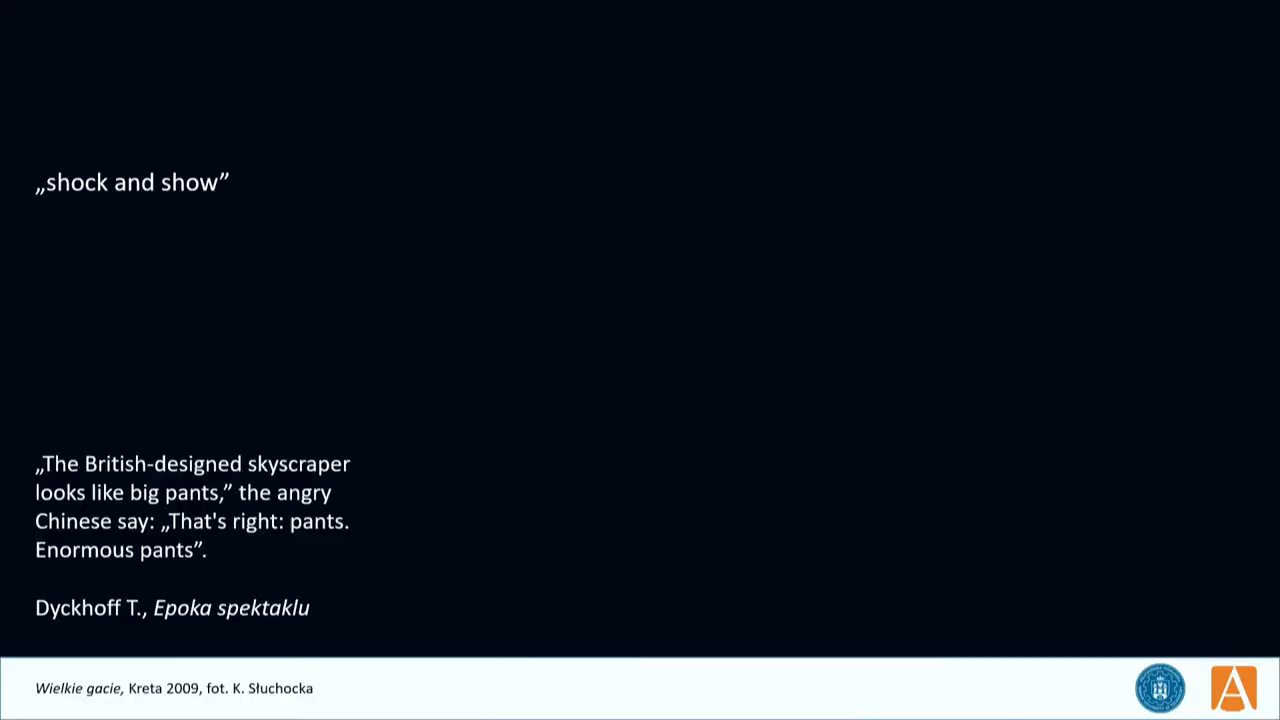 „shock and show”
„The British-designed skyscraper
looks like big pants,” the angry
Chinese say: „That's right: pants.
Enormous pants”.
Dyckhoff T., Epoka spektaklu
Wielkie gacie, Kreta 2009, fot. K. Słuchocka
A